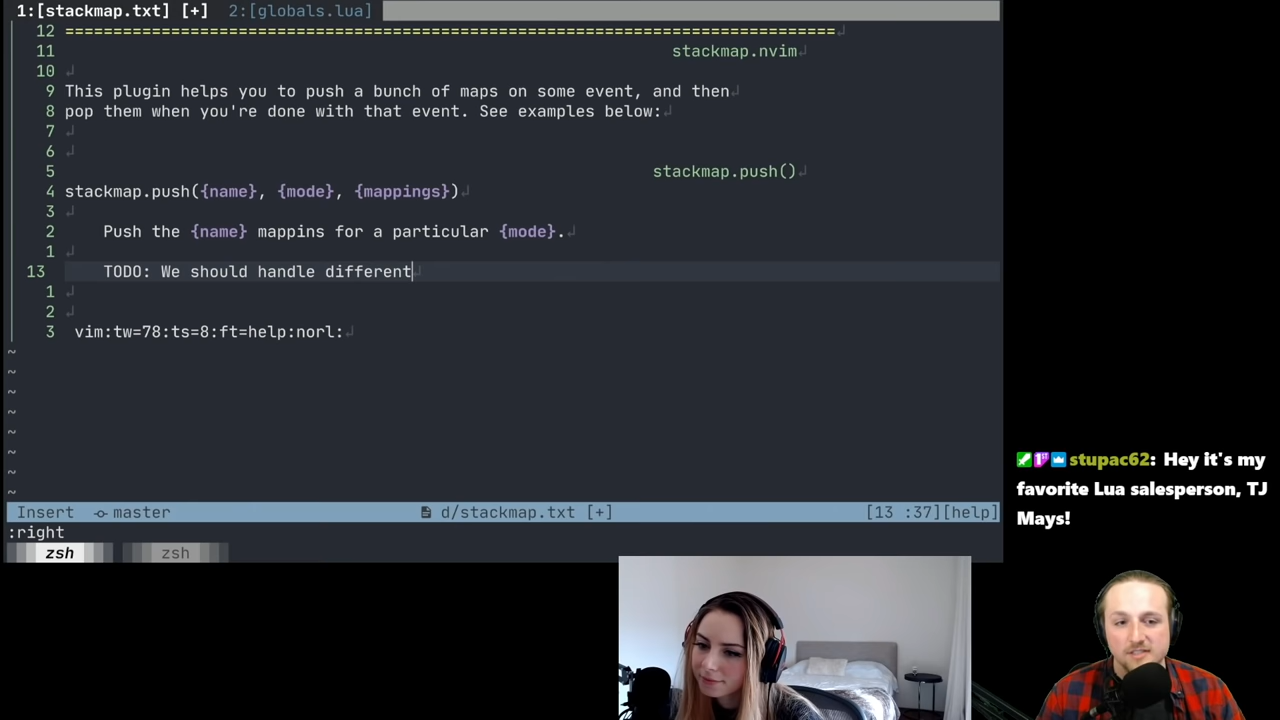 1:[stackmap.txt] [+]  2:[globals.lua]
12 ================================================================================
11 stackmap.nvim
10
9 This plugin helps you to push a bunch of maps on some event, and then
8 pop them when you're done with that event. See examples below:
7
6
5 stackmap.push()
4 stackmap.push({name}, {mode}, {mappings})
3
2 Push the {name} mappins for a particular {mode}.
1
13 TODO: We should handle different
1
2
3 vim:tw=78:ts=8:ft=help:norl:
~
~
~
~
~
~
~
~
Insert master d/stackmap.txt [+] [13 :37][help]
:right
zsh zsh
stupac62: Hey it's my
favorite Lua salesperson, TJ
Mays!